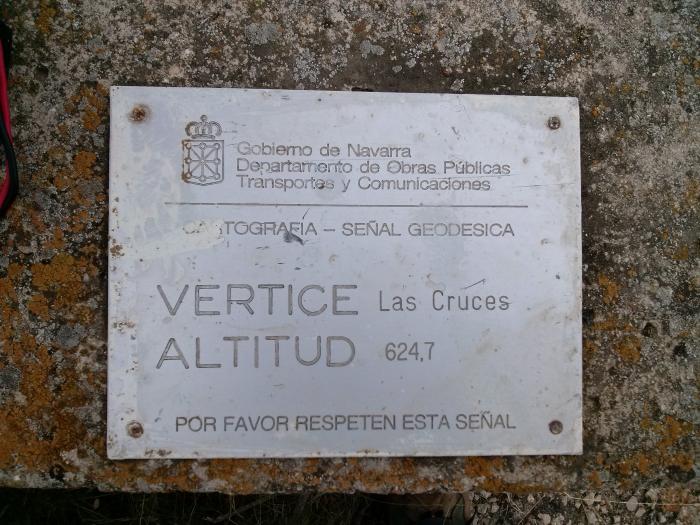 Gobierno de Navarra
Departamento de Obras Públicas
Transportes y Comunicaciones
CARTOGRAFIA – SEÑAL GEODESICA
VERTICE Las Cruces
ALTITUD 624,7
POR FAVOR RESPETEN ESTA SEÑAL